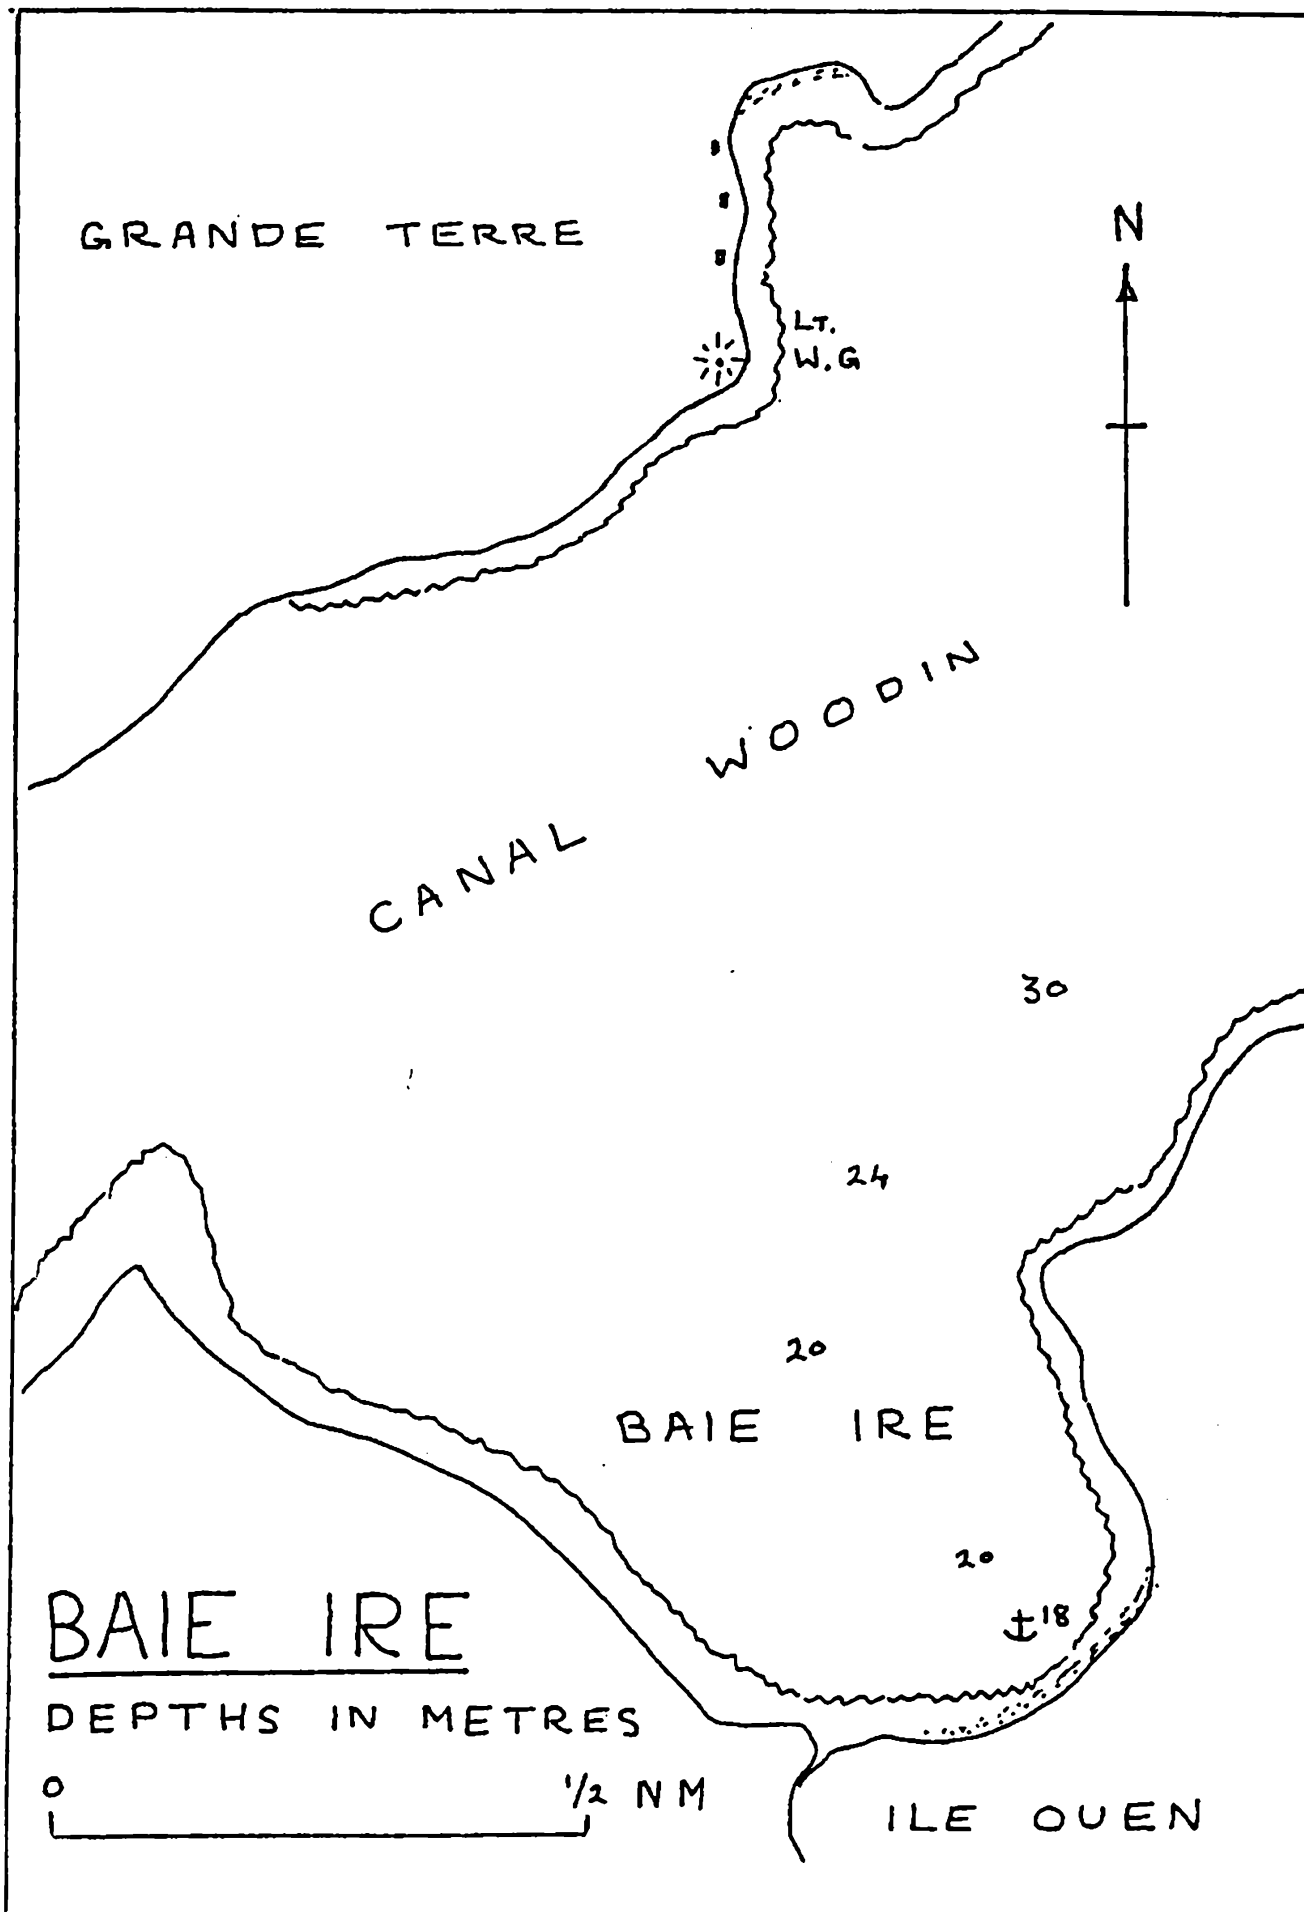 N
GRANDE TERRE
LT.
W.G
CANAL WOODIN
30
24
20
BAIE IRE
20
18
BAIE IRE
DEPTHS IN METRES
0 1/2 NM
ILE OUEN